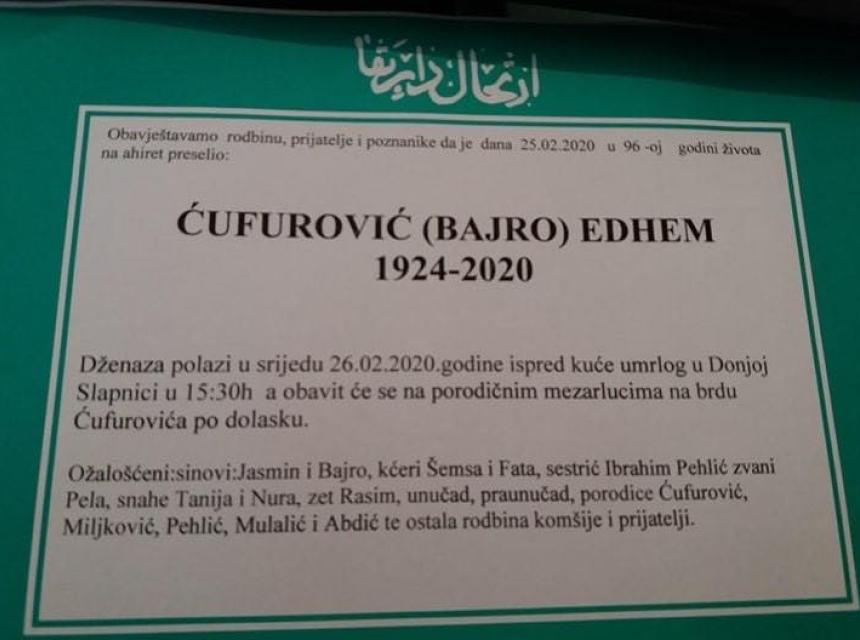 ارتحال دار بقا
Obavještavamo rodbinu, prijatelje i poznanike da je dana 25.02.2020 u 96 -oj godini života
na ahiret preselio:
ĆUFUROVIĆ (BAJRO) EDHEM
1924-2020
Dženaza polazi u srijedu 26.02.2020.godine ispred kuće umrlog u Donjoj
Slapnici u 15:30h a obavit će se na porodičnim mezarlucima na brdu
Ćufurovića po dolasku.
Ožalošćeni:sinovi:Jasmin i Bajro, kćeri Šemsa i Fata, sestrić Ibrahim Pehlić zvani
Pela, snahe Tanija i Nura, zet Rasim, unučad, praunučad, porodice Ćufurović,
Miljković, Pehlić, Mulalić i Abdić te ostala rodbina komšije i prijatelji.